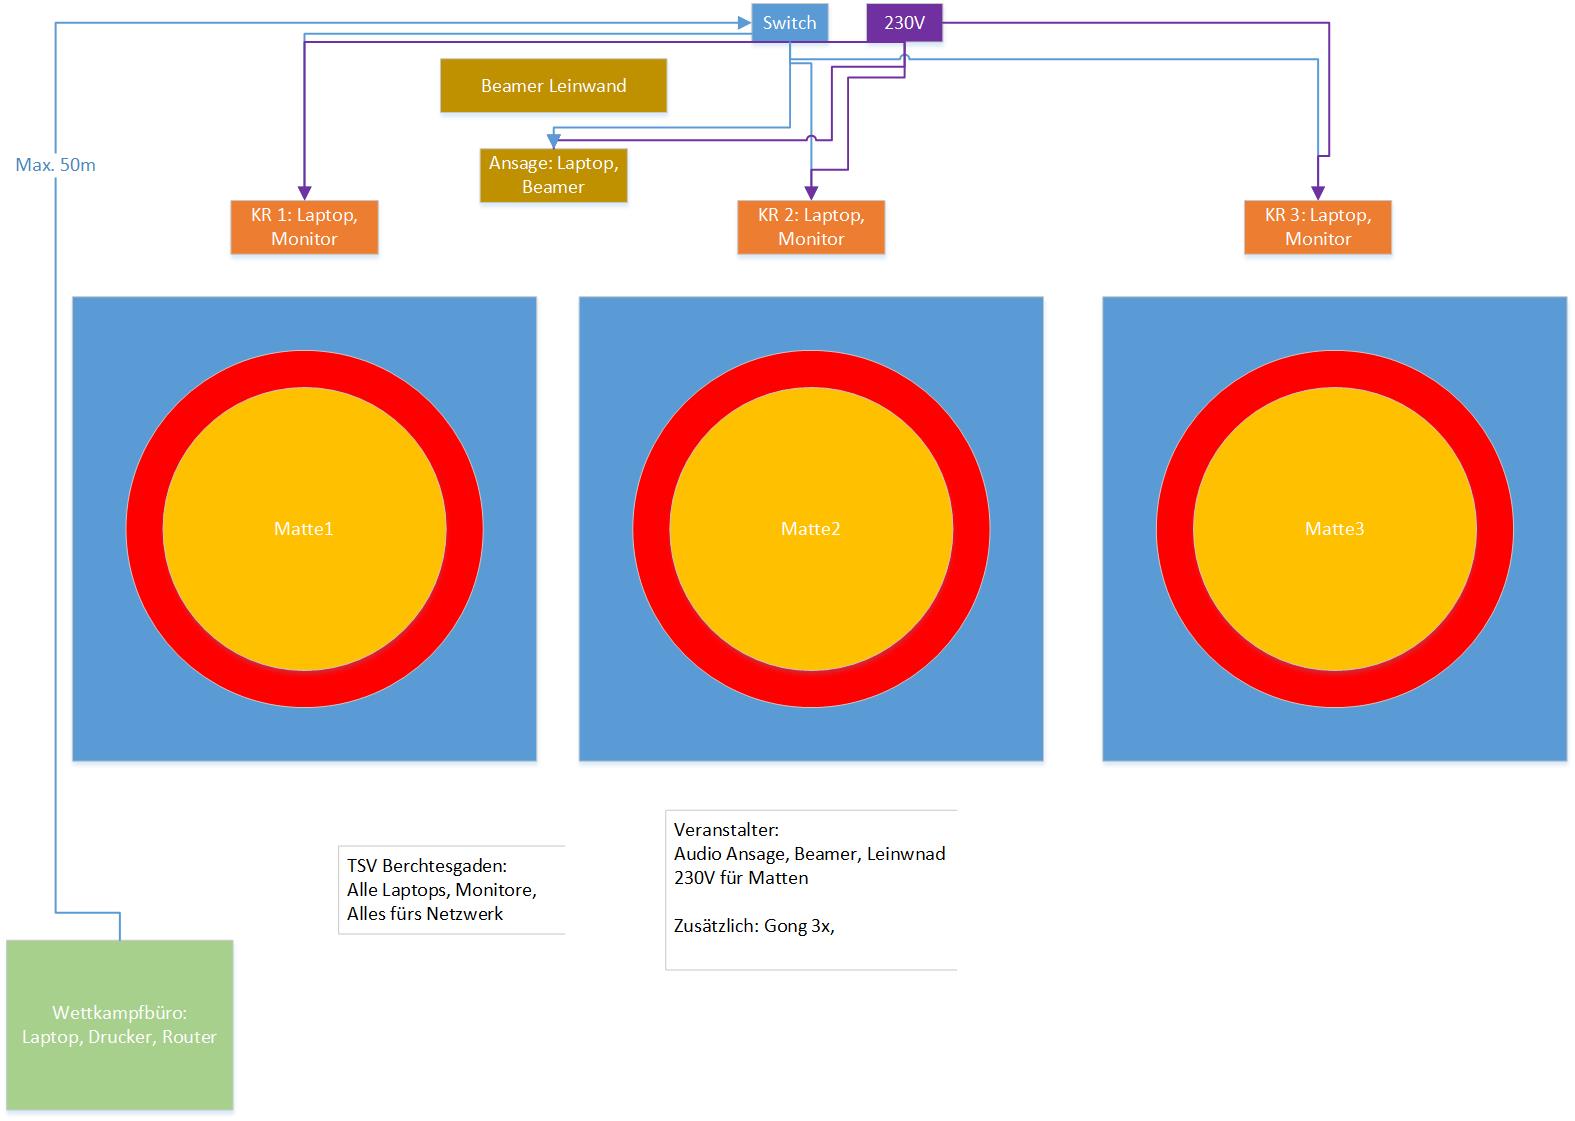 Switch
230V
Beamer Leinwand
Max. 50m
Ansage: Laptop,
Beamer
KR 1: Laptop,
Monitor
KR 2: Laptop,
Monitor
KR 3: Laptop,
Monitor
Matte1
Matte2
Matte3
TSV Berchtesgaden:
Alle Laptops, Monitore,
Alles fürs Netzwerk
Veranstalter:
Audio Ansage, Beamer, Leinwnad
230V für Matten
Zusätzlich: Gong 3x,
Wettkampfbüro:
Laptop, Drucker, Router